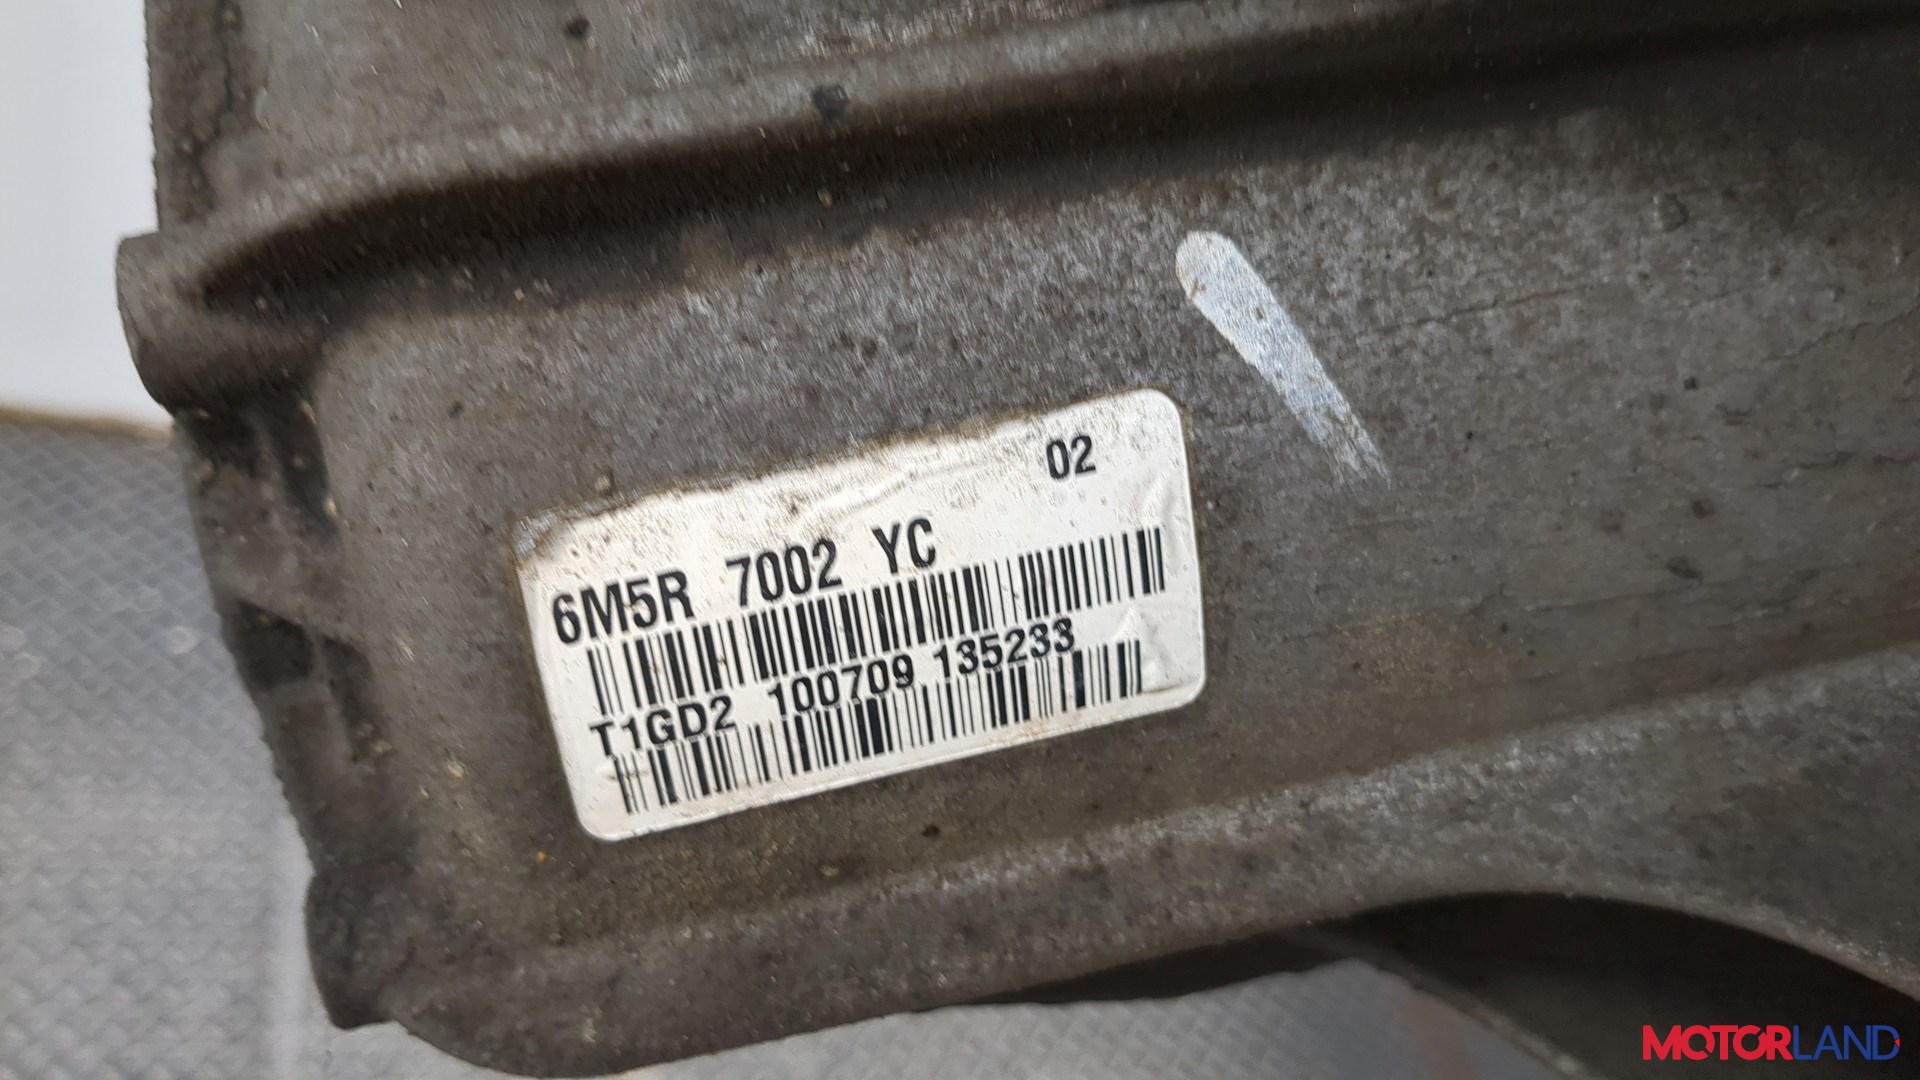 02
6M5R 7002 YC
T1GD2 100709 135233
MOTORLAND